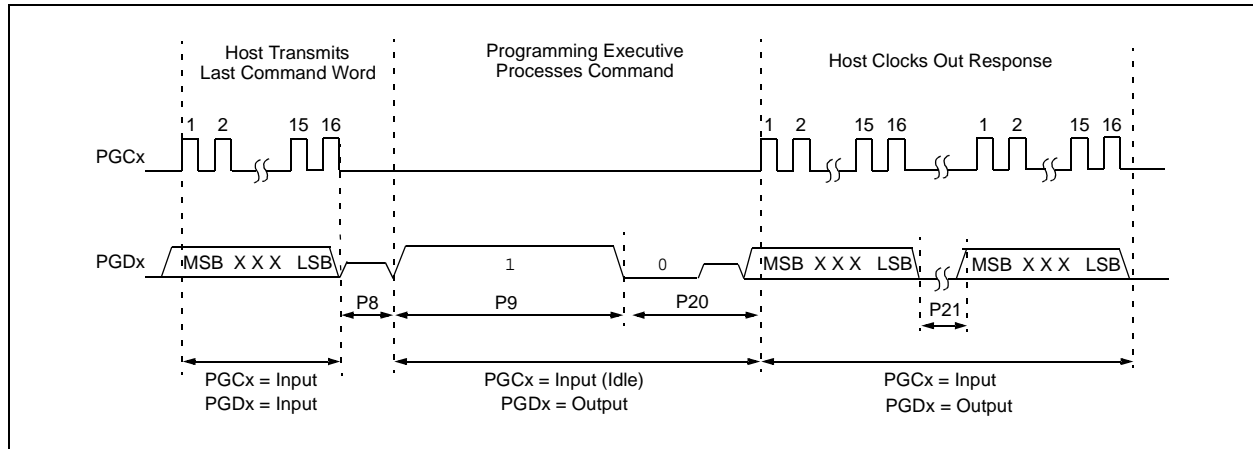 Host Transmits
Last Command Word
Programming Executive
Processes Command
Host Clocks Out Response
1 2 15 16 1 2 15 16 1 2 15 16
PGCx
PGDx
MSB X X X LSB 1 0 MSB X X X LSB MSB X X X LSB
P8 P9 P20 P21
PGCx = Input
PGDx = Input
PGCx = Input (Idle)
PGDx = Output
PGCx = Input
PGDx = Output